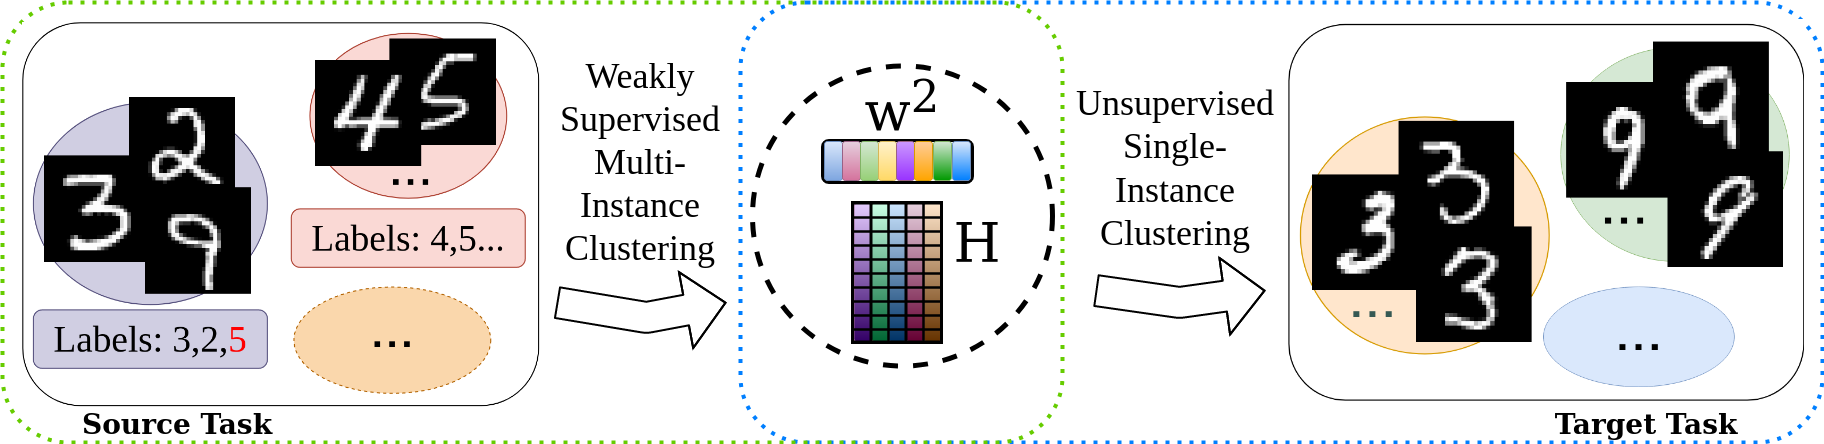 2
3
9
Labels: 3,2,5
4
5
...
Labels: 4,5...
...
Source Task
Weakly
Supervised
Multi-
Instance
Clustering
w²
H
Unsupervised
Single-
Instance
Clustering
3
3
3
...
9
9
9
...
...
Target Task